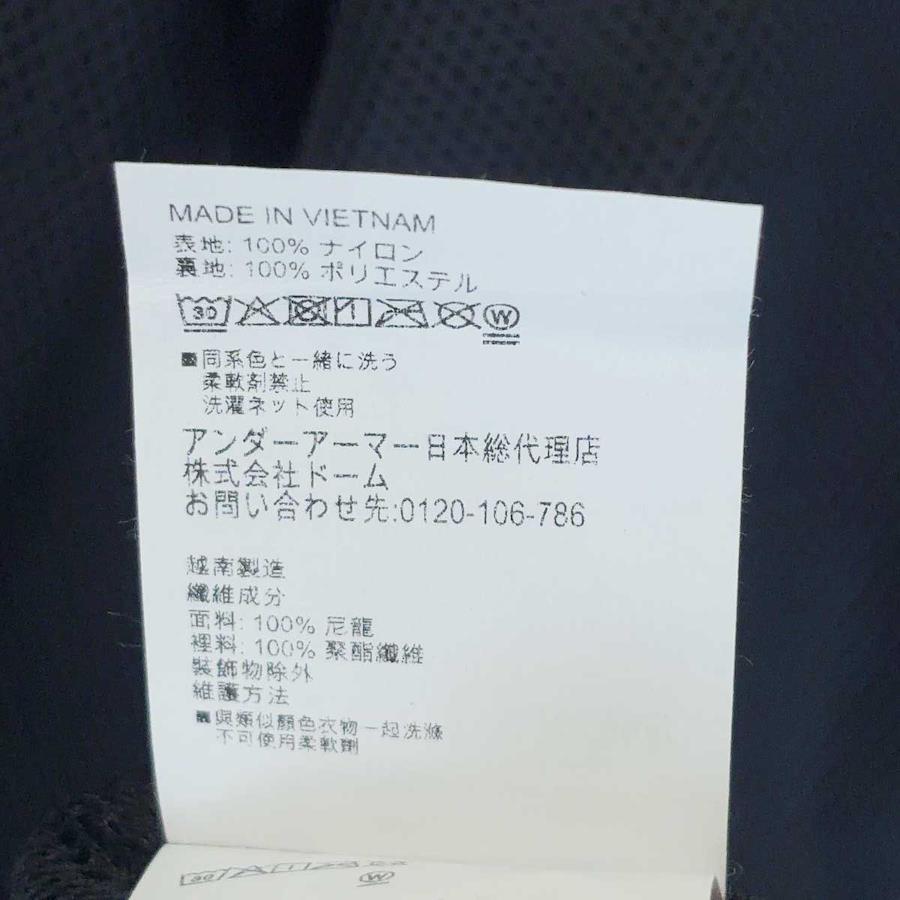 MADE IN VIETNAM
表地: 100% ナイロン
裏地: 100% ポリエステル
30 W
■同系色と一緒に洗う
柔軟剤禁止
洗濯ネット使用
アンダーアーマー日本総代理店
株式会社ドーム
お問い合わせ先:0120-106-786
越南製造
纖維成分
面料: 100% 尼龍
裡料: 100% 聚酯纖維
裝飾物除外
維護方法
■與類似顏色衣物一起洗滌
不可使用柔軟劑
30 W